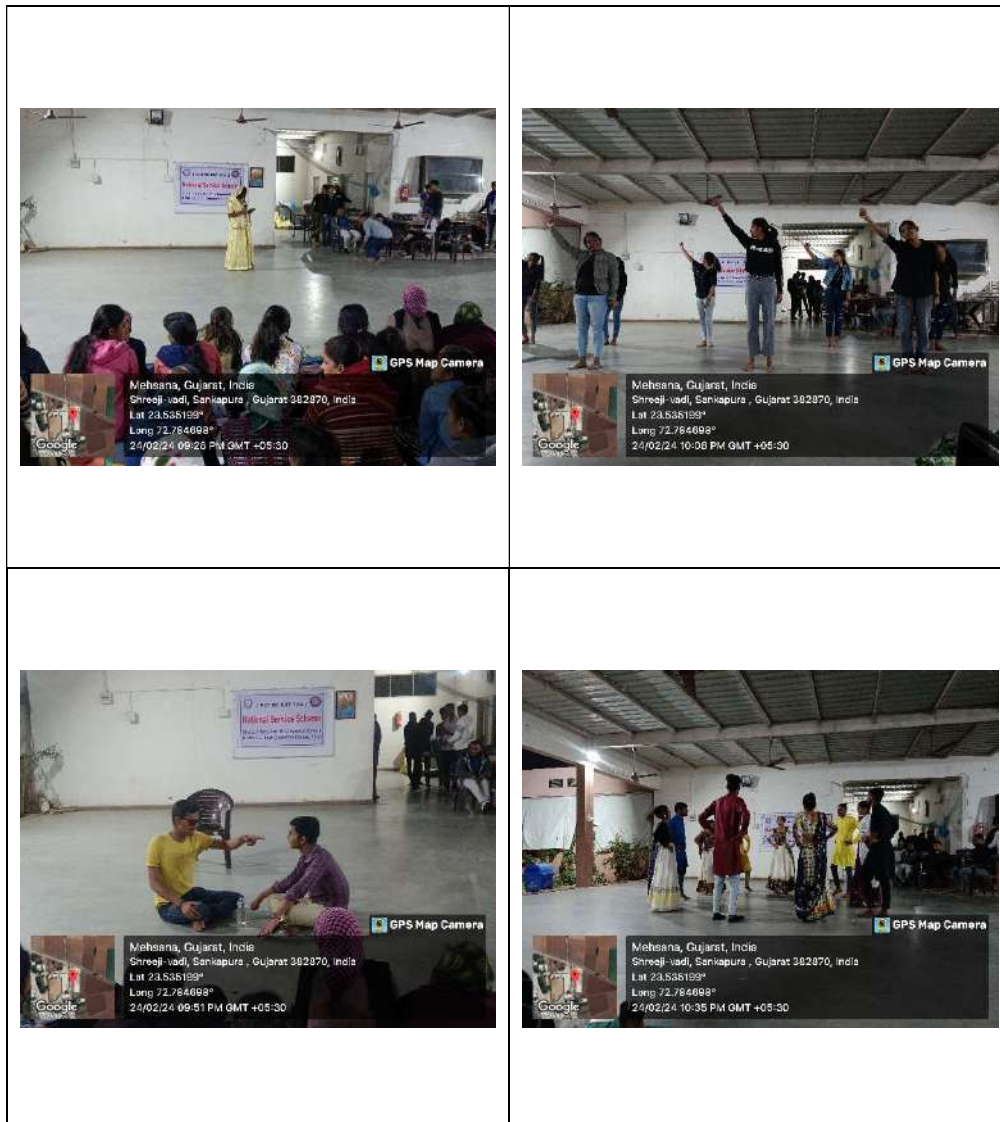 National Service Scheme
GPS Map Camera
Mehsana, Gujarat, India
Shreeji-vadi, Sankapura , Gujarat 382870, India
Lat 23.535199°
Long 72.784698°
24/02/24 09:28 PM GMT +05:30
Google
GPS Map Camera
Mehsana, Gujarat, India
Shreeji-vadi, Sankapura , Gujarat 382870, India
Lat 23.535199°
Long 72.784698°
24/02/24 10:08 PM GMT +05:30
Google
National Service Scheme
GPS Map Camera
Mehsana, Gujarat, India
Shreeji-vadi, Sankapura , Gujarat 382870, India
Lat 23.535199°
Long 72.784698°
24/02/24 09:51 PM GMT +05:30
Google
GPS Map Camera
Mehsana, Gujarat, India
Shreeji-vadi, Sankapura , Gujarat 382870, India
Lat 23.535199°
Long 72.784698°
24/02/24 10:35 PM GMT +05:30
Google